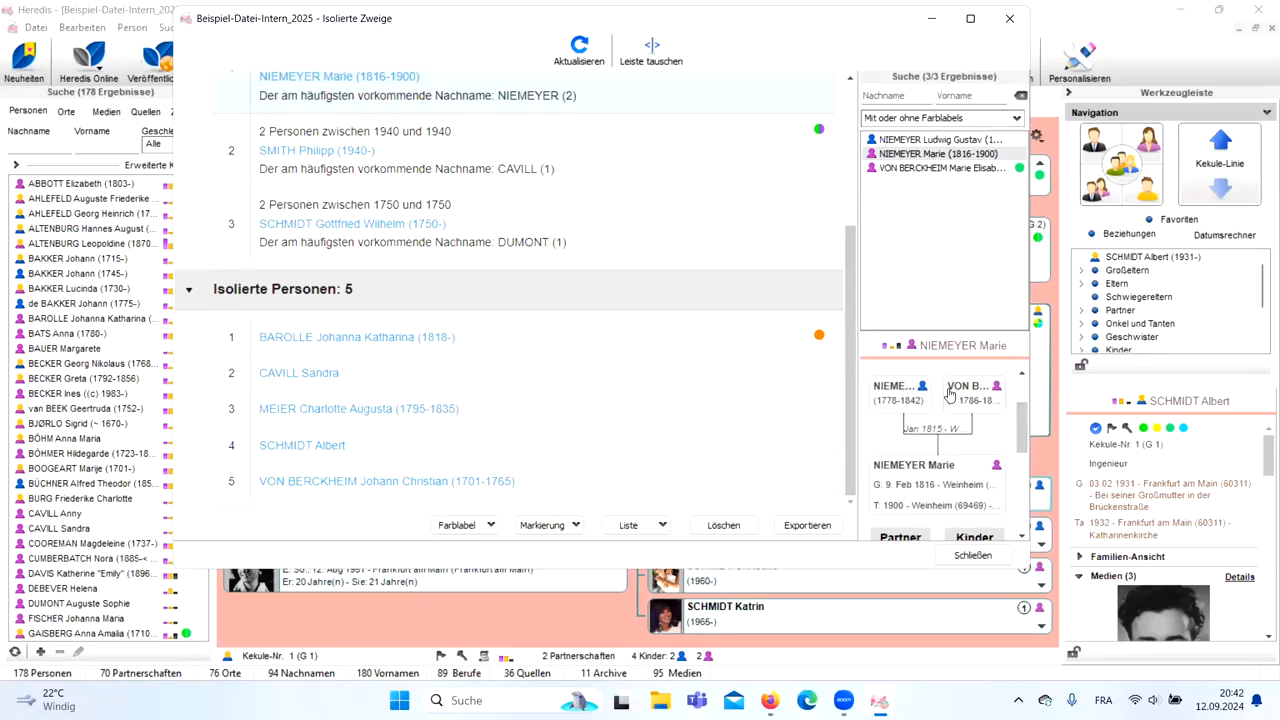 Heredis - [Beispiel-Datei-Intern_2025
Beispiel-Datei-Intern_2025 - Isolierte Zweige
Datei Bearbeiten Person
Neuheiten Heredis Online Veröffentli
Aktualisieren Leiste tauschen
Personalisieren
Suche (178 Ergebnisse)
Personen Orte Medien Quellen
Nachname Vorname Geschle
Alle
Erweiterte K
ABBOTT Elizabeth (1803-)
AHLEFELD Auguste Friederike ...
AHLEFELD Georg Heinrich (17...
ALTENBURG Hannes August (...
ALTENBURG Leopoldine (1870...
BAKKER Johann (1715-)
BAKKER Johann (1745-)
BAKKER Lucinda (1730-)
de BAKKER Johann (1775-)
BAROLLE Johanna Katharina (...
BATS Anna (1780-)
BAUER Margarete
BECKER Georg Nikolaus (1768...
BECKER Greta (1792-1856)
BECKER Ines ((c) 1983-)
van BEEK Geertruda (1752-)
BJØRLO Sigrid (~ 1670-)
BÖHM Anna Maria
BÖHMER Hildegarde (1723-18...
BOOGEART Marije (1701-)
BÜCHNER Alfred Theodor (185...
BURG Friederike Charlotte
CAVILL Anny
CAVILL Sandra
COOREMAN Magdeleine (1737-)
CUMBERBATCH Nora (1885-<
DAVIS Katherine "Emily" (1896...
DEBEVER Helena
DUMONT Auguste Sophie
FISCHER Johanna Maria
GAISBERG Anna Amalia (1710...
NIEMEYER Marie (1816-1900)
Der am häufigsten vorkommende Nachname: NIEMEYER (2)
2 Personen zwischen 1940 und 1940
2 SMITH Philipp (1940-)
Der am häufigsten vorkommende Nachname: CAVILL (1)
2 Personen zwischen 1750 und 1750
3 SCHMIDT Gottfried Wilhelm (1750-)
Der am häufigsten vorkommende Nachname: DUMONT (1)
Isolierte Personen: 5
1 BAROLLE Johanna Katharina (1818-)
2 CAVILL Sandra
3 MEIER Charlotte Augusta (1795-1835)
4 SCHMIDT Albert
5 VON BERCKHEIM Johann Christian (1701-1765)
Farblabel Markierung Liste Löschen Exportieren
Schließen
Suche (3/3 Ergebnisse)
Nachname Vorname
Mit oder ohne Farblabels
NIEMEYER Ludwig Gustav (1...
NIEMEYER Marie (1816-1900)
VON BERCKHEIM Marie Elisab...
NIEMEYER Marie
NIEME... VON B...
(1778-1842) 1786-18...
Jan 1815 - W...
NIEMEYER Marie
G. 9. Feb 1816 - Weinheim (...
T: 1900 - Weinheim (69469) -...
Partner Kinder
Werkzeugleiste
Navigation
Kekule-Linie
Favoriten
Beziehungen Datumsrechner
SCHMIDT Albert (1931-)
Großeltern
Eltern
Schwiegereltern
Partner
Onkel und Tanten
Geschwister
Kinder
SCHMIDT Albert
Kekule-Nr. 1 (G 1)
Ingenieur
G 03.02 1931 - Frankfurt am Main (60311)
- Bei seiner Großmutter in der
Bruckenstraße
Ta 1932 - Frankfurt am Main (60311) -
Katharinenkirche
Familien-Ansicht
Medien (3) Details
E. So., 12. Aug 1951 - Frankfurt am Main (Frankfurt am Main)
Er: 20 Jahre(n) - Sie: 21 Jahre(n)
(1960-)
SCHMIDT Katrin
(1965-)
1
Kekule-Nr. 1 (G 1) 2 Partnerschaften 4 Kinder: 2 2
178 Personen 70 Partnerschaften 76 Orte 94 Nachnamen 180 Vornamen 89 Berufe 36 Quellen 11 Archive 95 Medien
22°C
Windig
Suche
zoom
FRA
20:42
12.09.2024